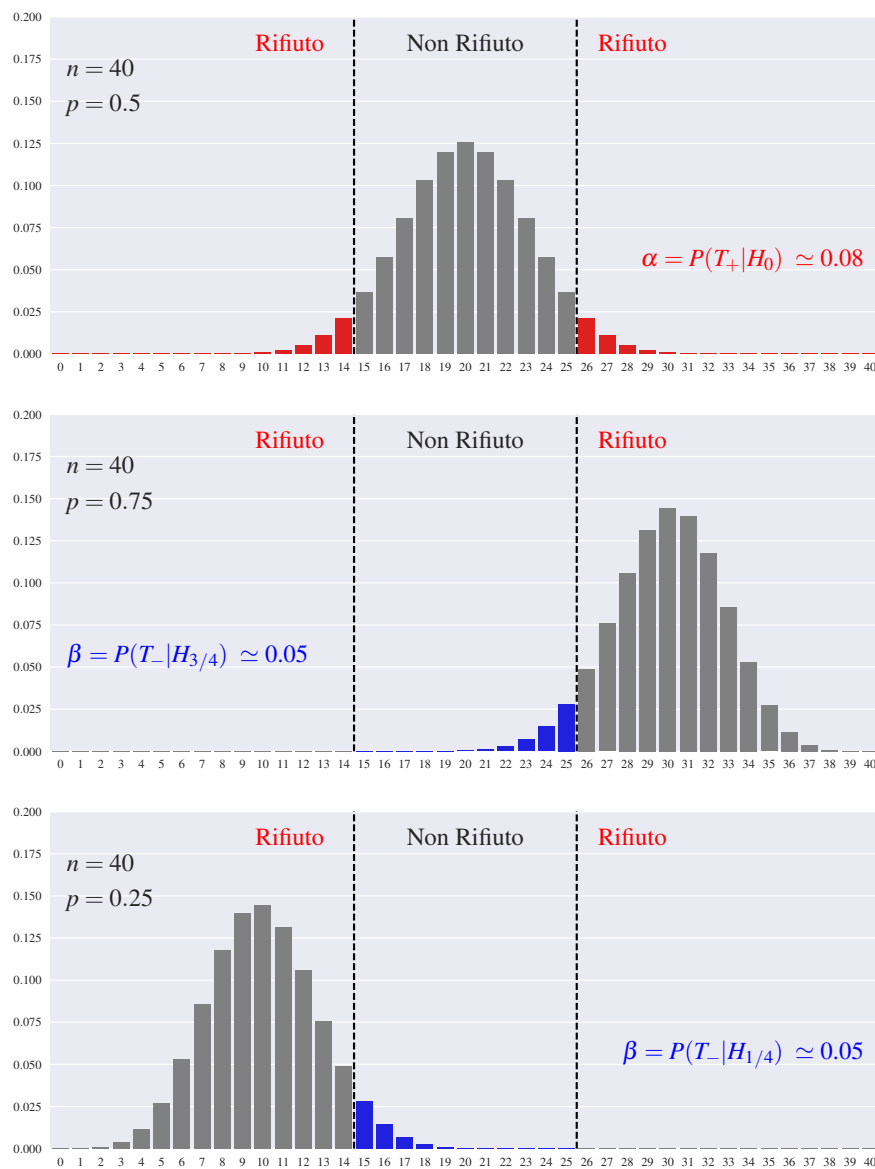 0.200
Rifiuto Non Rifiuto Rifiuto
0.175
n = 40
0.150
p = 0.5
0.125
0.100
0.075
α = P(T₊|H₀) ≃ 0.08
0.050
0.025
0.000
0 1 2 3 4 5 6 7 8 9 10 11 12 13 14 15 16 17 18 19 20 21 22 23 24 25 26 27 28 29 30 31 32 33 34 35 36 37 38 39 40
0.200
Rifiuto Non Rifiuto Rifiuto
0.175
n = 40
0.150
p = 0.75
0.125
0.100
0.075
β = P(T₋|H₃/₄) ≃ 0.05
0.050
0.025
0.000
0 1 2 3 4 5 6 7 8 9 10 11 12 13 14 15 16 17 18 19 20 21 22 23 24 25 26 27 28 29 30 31 32 33 34 35 36 37 38 39 40
0.200
Rifiuto Non Rifiuto Rifiuto
0.175
n = 40
0.150
p = 0.25
0.125
0.100
0.075
β = P(T₋|H₁/₄) ≃ 0.05
0.050
0.025
0.000
0 1 2 3 4 5 6 7 8 9 10 11 12 13 14 15 16 17 18 19 20 21 22 23 24 25 26 27 28 29 30 31 32 33 34 35 36 37 38 39 40